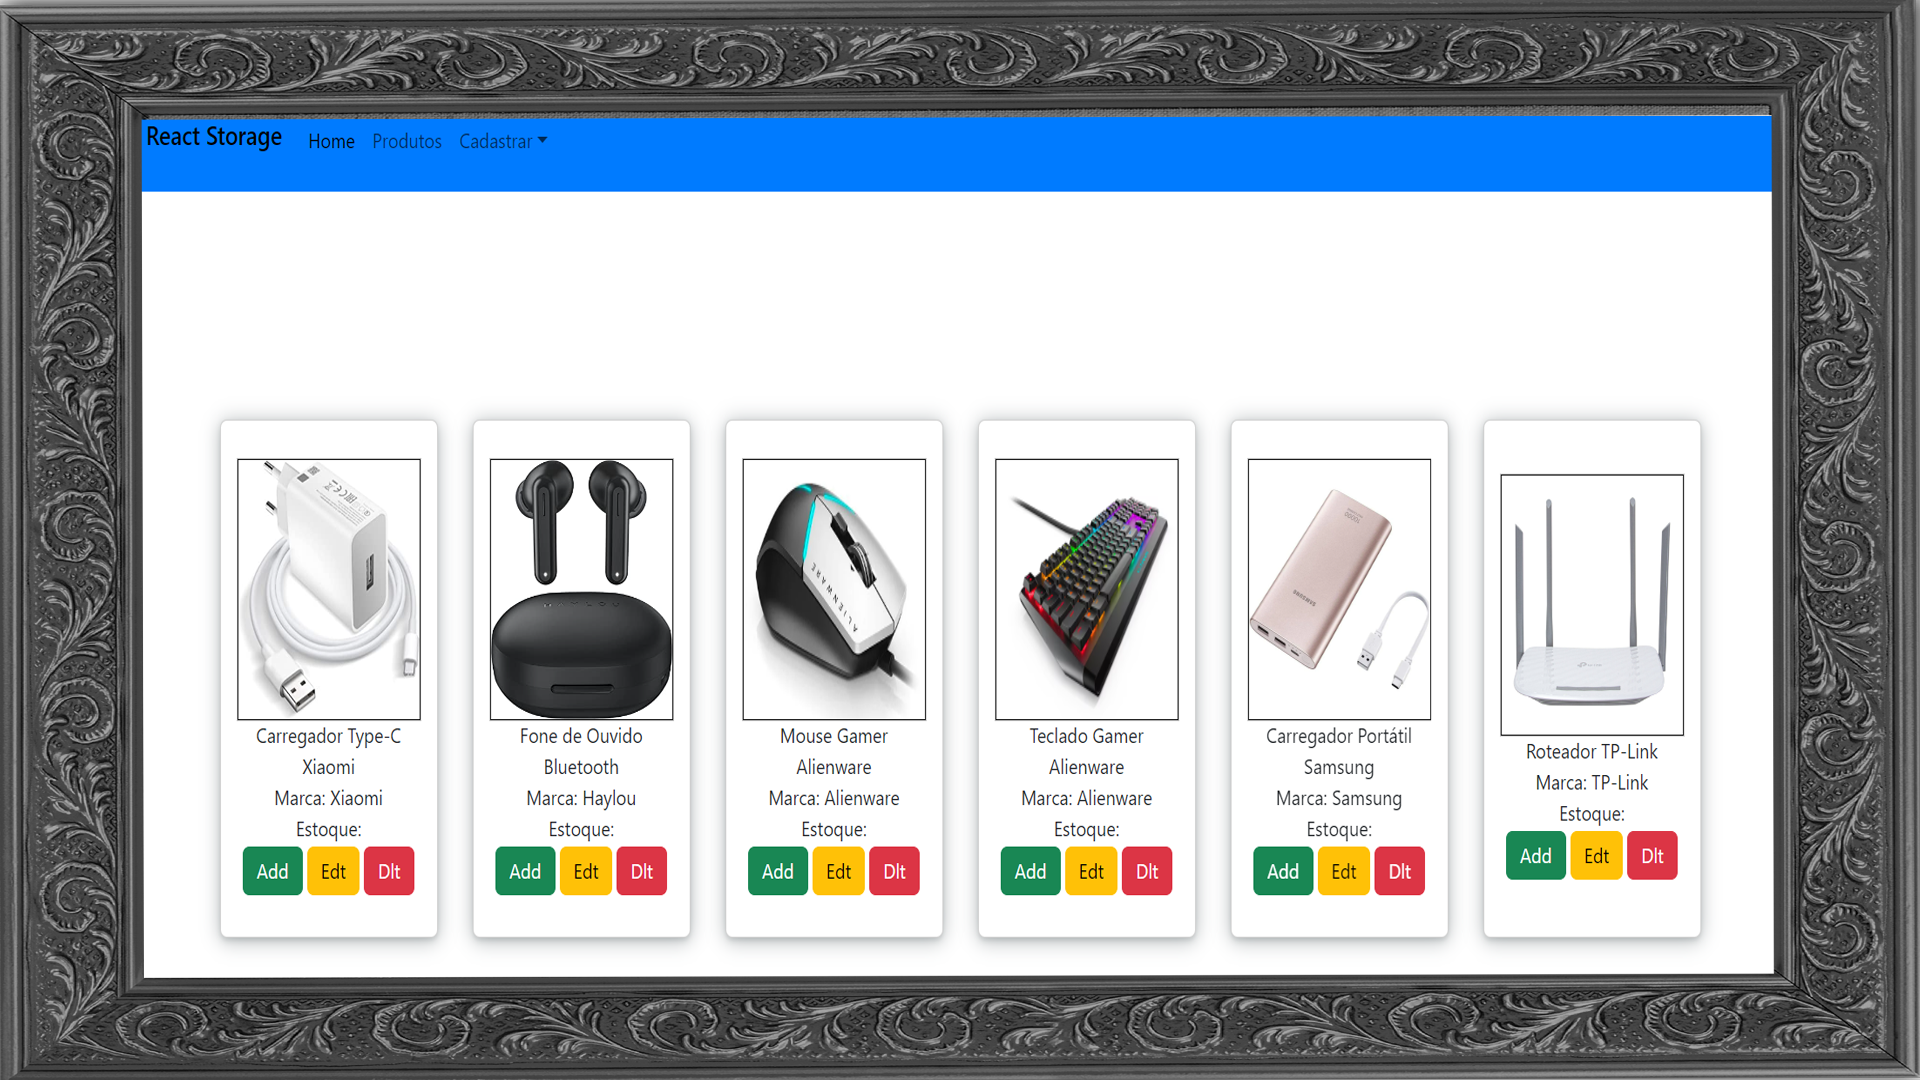 React Storage
Home Produtos Cadastrar
ALIENWARE
SAMSUNG
Carregador Type-C
Xiaomi
Marca: Xiaomi
Estoque:
Add Edt Dlt
Fone de Ouvido
Bluetooth
Marca: Haylou
Estoque:
Add Edt Dlt
Mouse Gamer
Alienware
Marca: Alienware
Estoque:
Add Edt Dlt
Teclado Gamer
Alienware
Marca: Alienware
Estoque:
Add Edt Dlt
Carregador Portátil
Samsung
Marca: Samsung
Estoque:
Add Edt Dlt
Roteador TP-Link
Marca: TP-Link
Estoque:
Add Edt Dlt